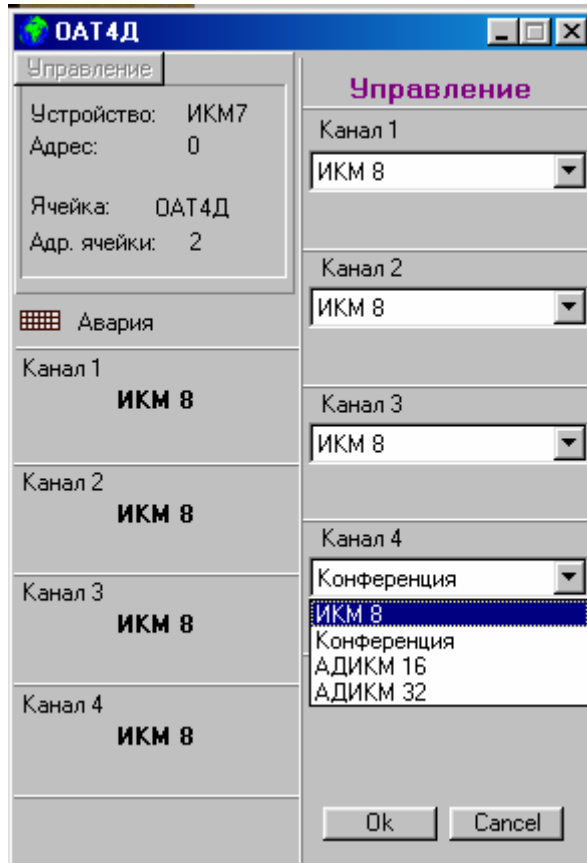 ОАТ4Д
Управление
Устройство: ИКМ7
Адрес: 0
Ячейка: ОАТ4Д
Адр. ячейки: 2
Авария
Канал 1
ИКМ 8
Канал 2
ИКМ 8
Канал 3
ИКМ 8
Канал 4
ИКМ 8
Управление
Канал 1
ИКМ 8
Канал 2
ИКМ 8
Канал 3
ИКМ 8
Канал 4
Конференция
ИКМ 8
Конференция
АДИКМ 16
АДИКМ 32
Ok Cancel